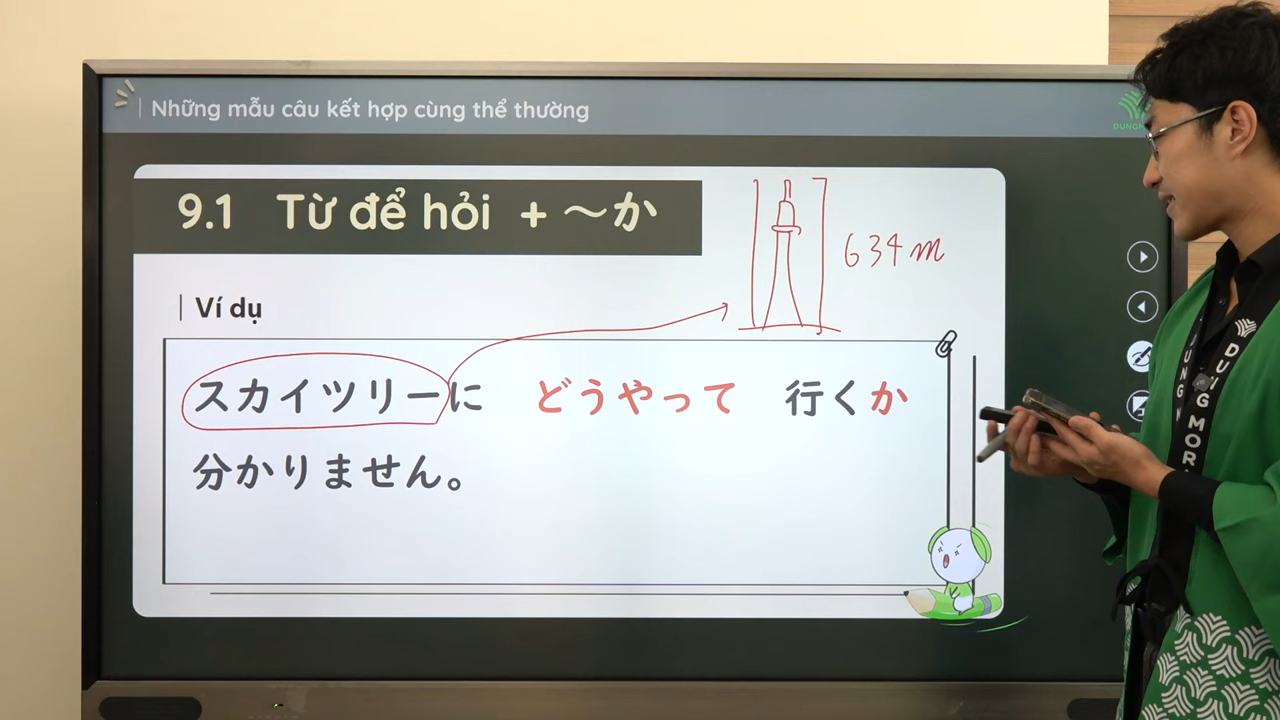 Những mẫu câu kết hợp cùng thể thường
9.1 Từ để hỏi + ～か
634m
Ví dụ
スカイツリーに どうやって 行くか
分かりません。
DUNG MOR